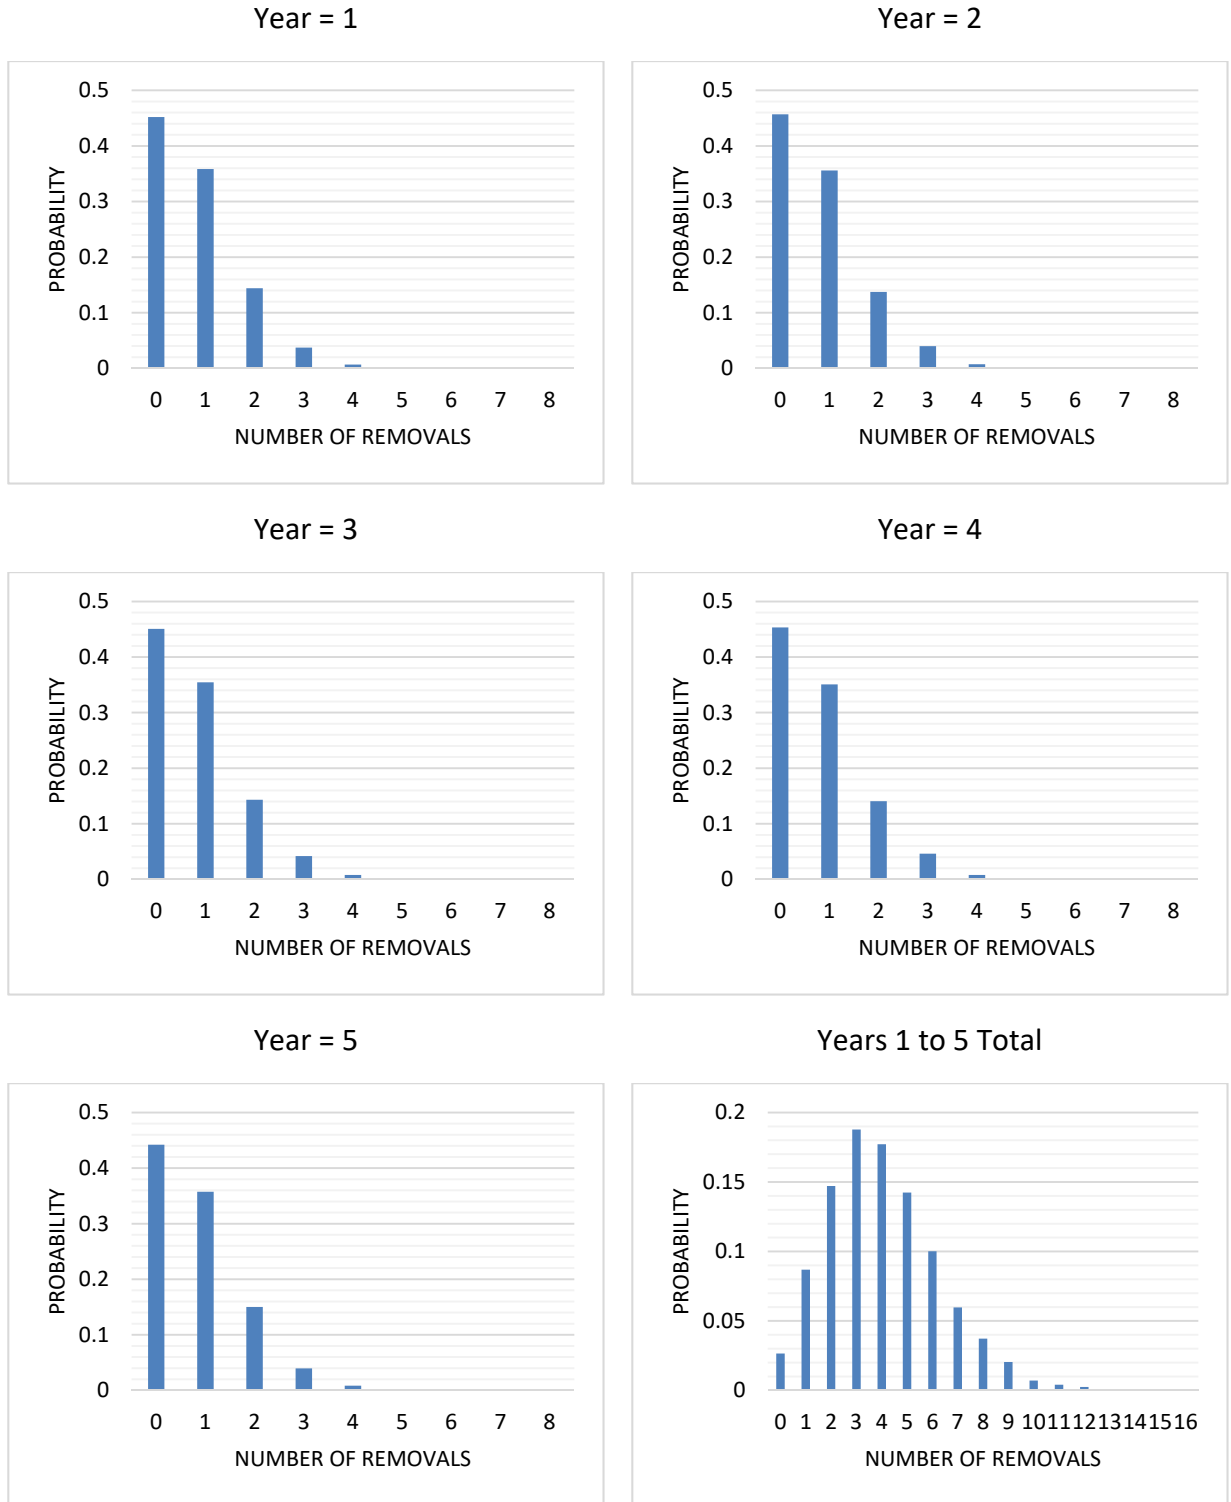 Year = 1
0.5
0.4
0.3
0.2
0.1
0
PROBABILITY
0 1 2 3 4 5 6 7 8
NUMBER OF REMOVALS
Year = 2
0.5
0.4
0.3
0.2
0.1
0
PROBABILITY
0 1 2 3 4 5 6 7 8
NUMBER OF REMOVALS
Year = 3
0.5
0.4
0.3
0.2
0.1
0
PROBABILITY
0 1 2 3 4 5 6 7 8
NUMBER OF REMOVALS
Year = 4
0.5
0.4
0.3
0.2
0.1
0
PROBABILITY
0 1 2 3 4 5 6 7 8
NUMBER OF REMOVALS
Year = 5
0.5
0.4
0.3
0.2
0.1
0
PROBABILITY
0 1 2 3 4 5 6 7 8
NUMBER OF REMOVALS
Years 1 to 5 Total
0.2
0.15
0.1
0.05
0
PROBABILITY
0 1 2 3 4 5 6 7 8 9 10 11 12 13 14 15 16
NUMBER OF REMOVALS